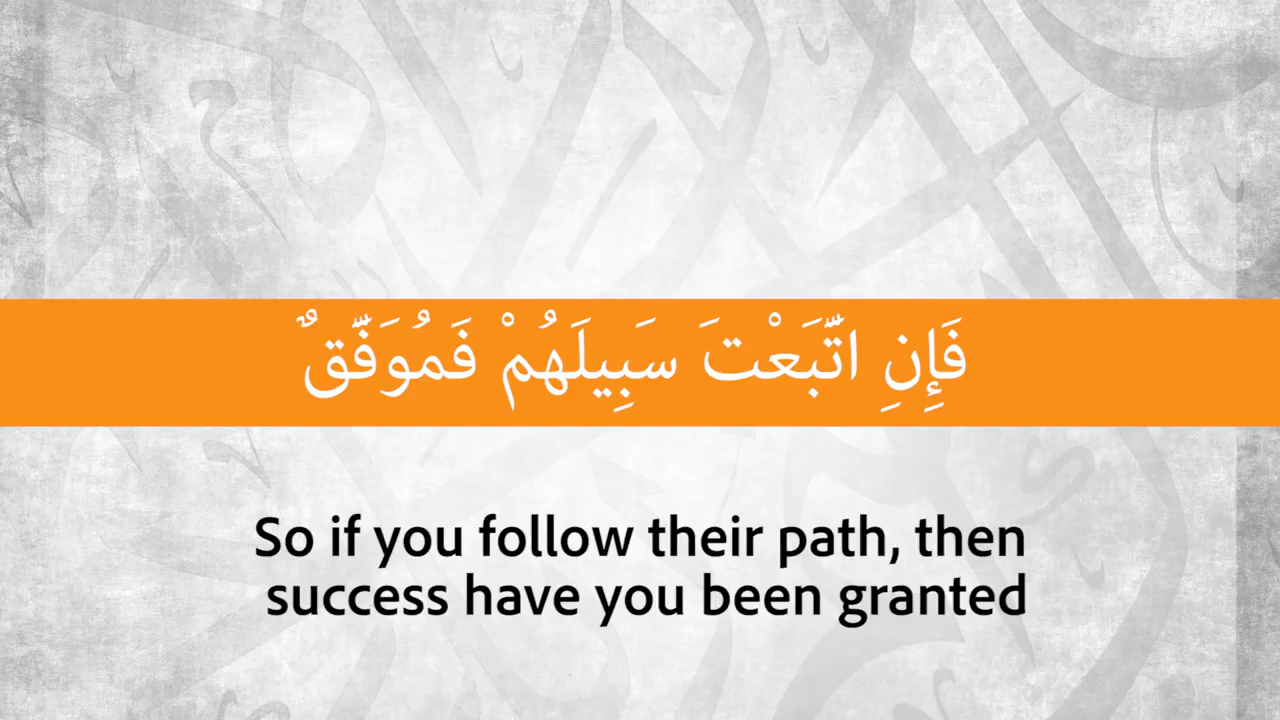 فَإِنِ اتَّبَعْتَ سَبِيلَهُمْ فَمُوَفَّقٌ
So if you follow their path, then
success have you been granted